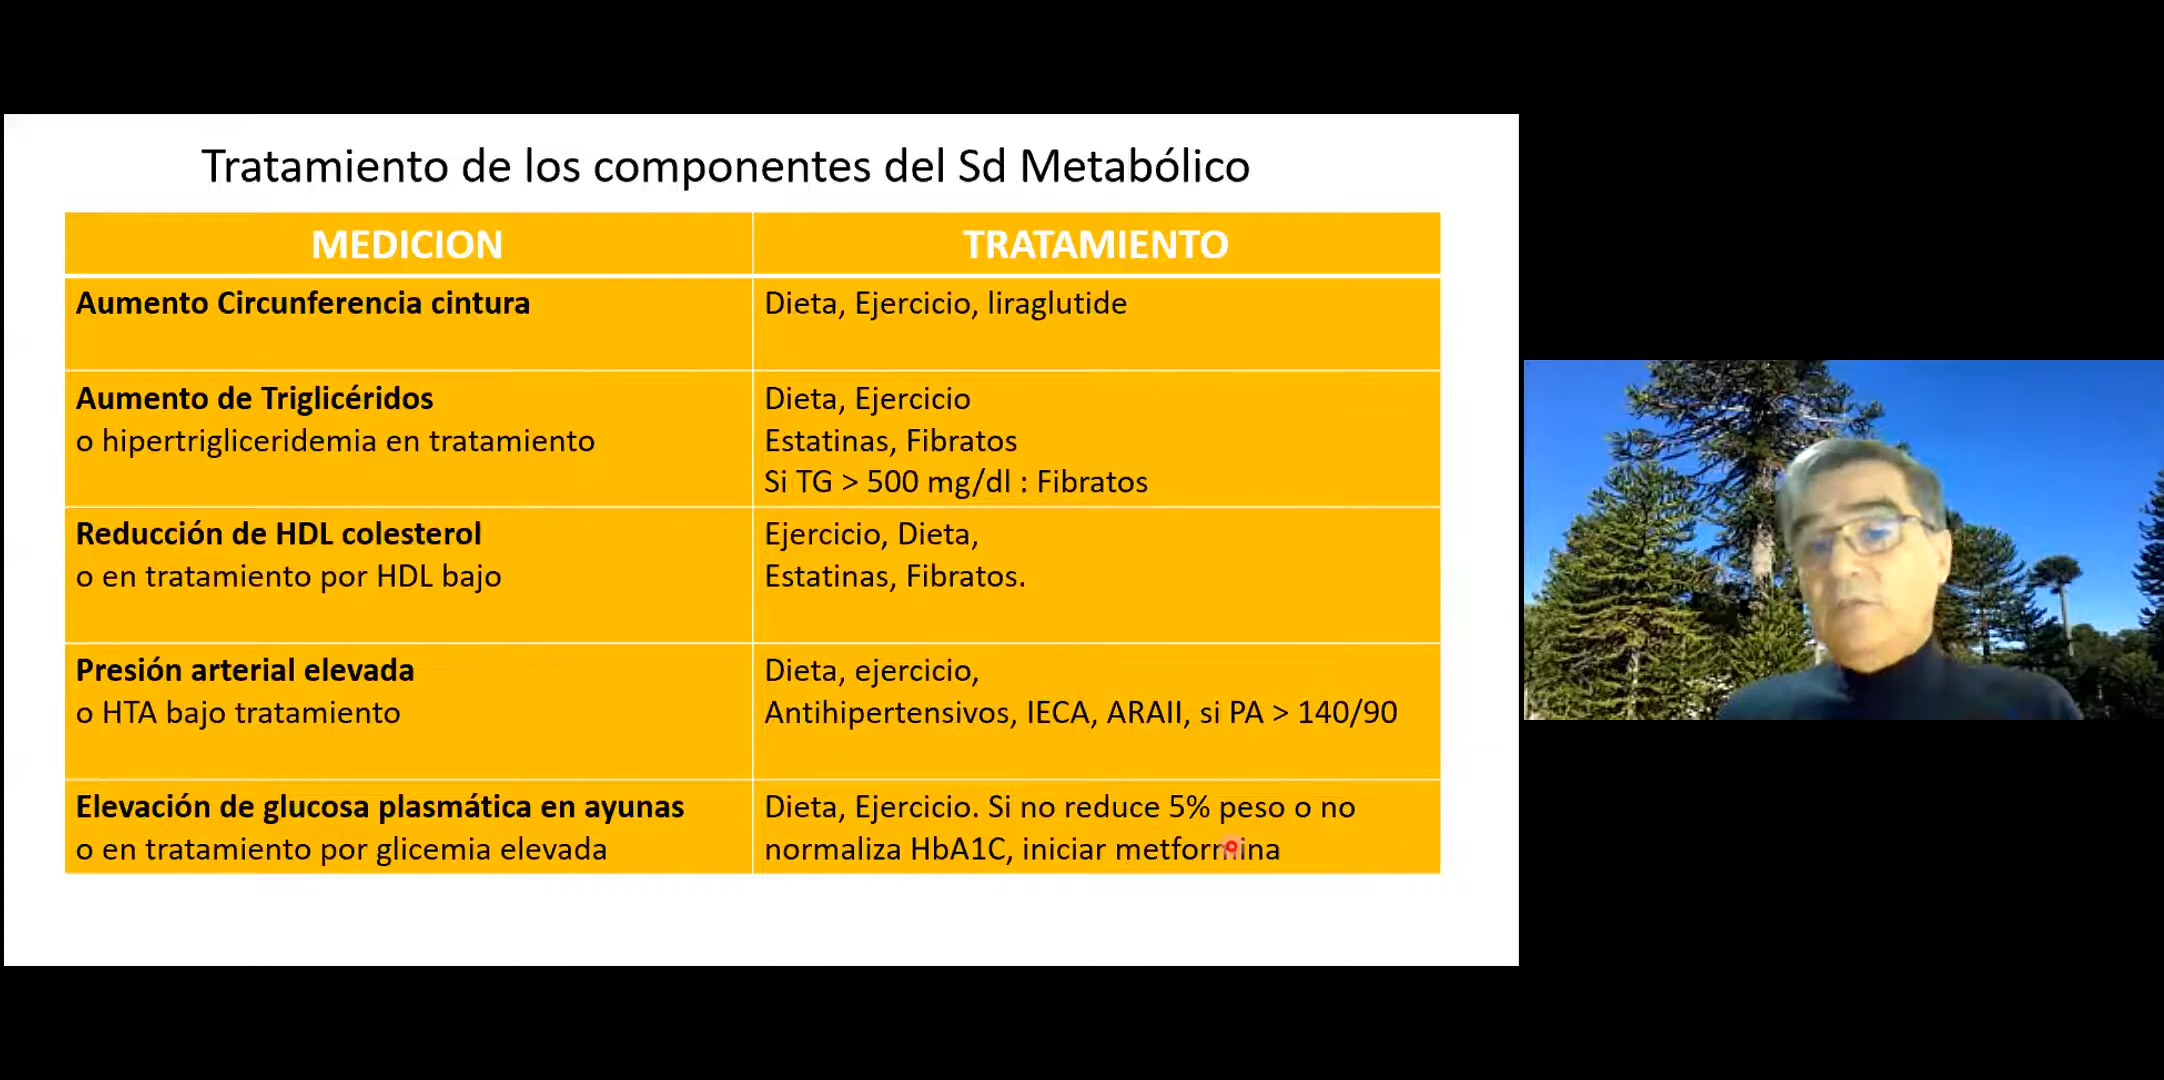 Tratamiento de los componentes del Sd Metabólico
MEDICION
TRATAMIENTO
Aumento Circunferencia cintura
Dieta, Ejercicio, liraglutide
Aumento de Triglicéridos
o hipertrigliceridemia en tratamiento
Dieta, Ejercicio
Estatinas, Fibratos
Si TG > 500 mg/dl : Fibratos
Reducción de HDL colesterol
o en tratamiento por HDL bajo
Ejercicio, Dieta,
Estatinas, Fibratos.
Presión arterial elevada
o HTA bajo tratamiento
Dieta, ejercicio,
Antihipertensivos, IECA, ARAII, si PA > 140/90
Elevación de glucosa plasmática en ayunas
o en tratamiento por glicemia elevada
Dieta, Ejercicio. Si no reduce 5% peso o no
normaliza HbA1C, iniciar metformina